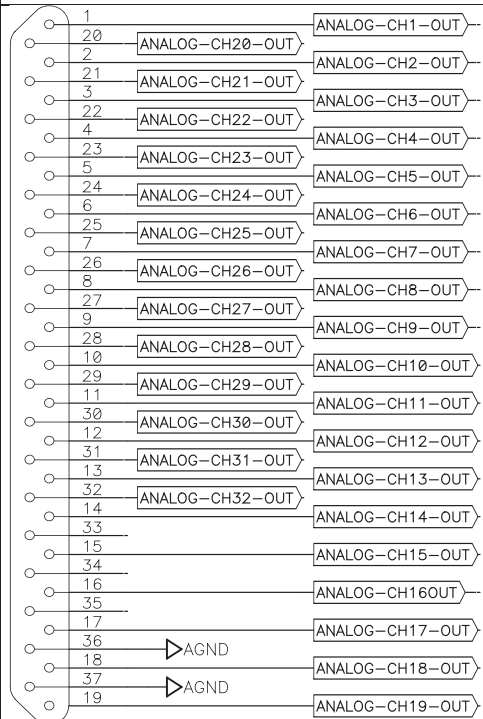 1 ANALOG-CH1-OUT
20 ANALOG-CH20-OUT
2 ANALOG-CH2-OUT
21 ANALOG-CH21-OUT
3 ANALOG-CH3-OUT
22 ANALOG-CH22-OUT
4 ANALOG-CH4-OUT
23 ANALOG-CH23-OUT
5 ANALOG-CH5-OUT
24 ANALOG-CH24-OUT
6 ANALOG-CH6-OUT
25 ANALOG-CH25-OUT
7 ANALOG-CH7-OUT
26 ANALOG-CH26-OUT
8 ANALOG-CH8-OUT
27 ANALOG-CH27-OUT
9 ANALOG-CH9-OUT
28 ANALOG-CH28-OUT
10 ANALOG-CH10-OUT
29 ANALOG-CH29-OUT
11 ANALOG-CH11-OUT
30 ANALOG-CH30-OUT
12 ANALOG-CH12-OUT
31 ANALOG-CH31-OUT
13 ANALOG-CH13-OUT
32 ANALOG-CH32-OUT
14 ANALOG-CH14-OUT
33
15 ANALOG-CH15-OUT
34
16 ANALOG-CH16OUT
35
17 ANALOG-CH17-OUT
36 AGND
18 ANALOG-CH18-OUT
37 AGND
19 ANALOG-CH19-OUT